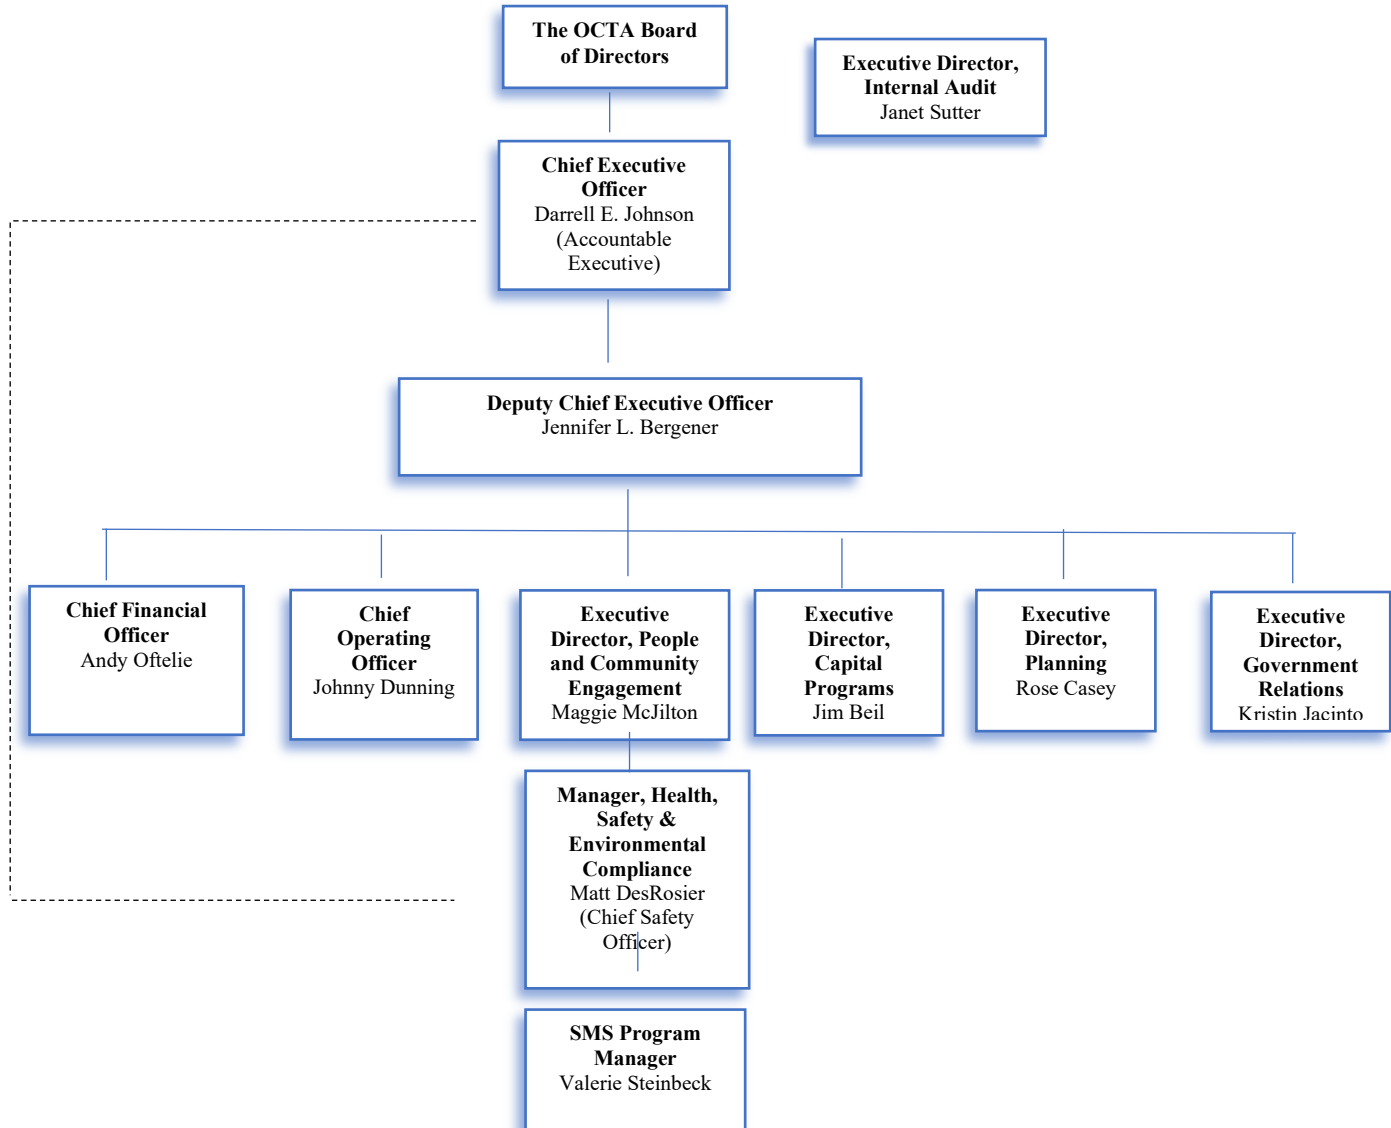 The OCTA Board
of Directors
Executive Director,
Internal Audit
Janet Sutter
Chief Executive
Officer
Darrell E. Johnson
(Accountable
Executive)
Deputy Chief Executive Officer
Jennifer L. Bergener
Chief Financial
Officer
Andy Oftelie
Chief
Operating
Officer
Johnny Dunning
Executive
Director, People
and Community
Engagement
Maggie McJilton
Executive
Director,
Capital
Programs
Jim Beil
Executive
Director,
Planning
Rose Casey
Executive
Director,
Government
Relations
Kristin Jacinto
Manager, Health,
Safety &
Environmental
Compliance
Matt DesRosier
(Chief Safety
Officer)
SMS Program
Manager
Valerie Steinbeck